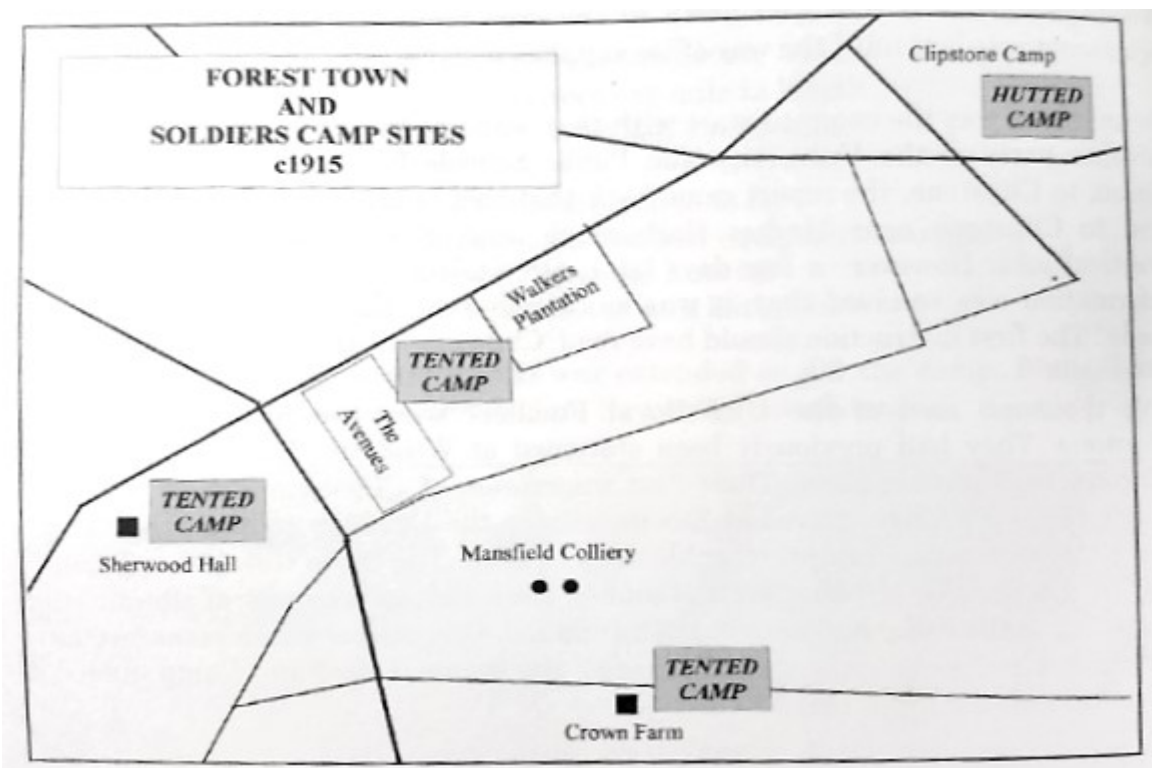 FOREST TOWN
AND
SOLDIERS CAMP SITES
c1915
Clipstone Camp
HUTTED
CAMP
Walkers
Plantation
TENTED
CAMP
The
Avenues
TENTED
CAMP
Sherwood Hall
Mansfield Colliery
TENTED
CAMP
Crown Farm